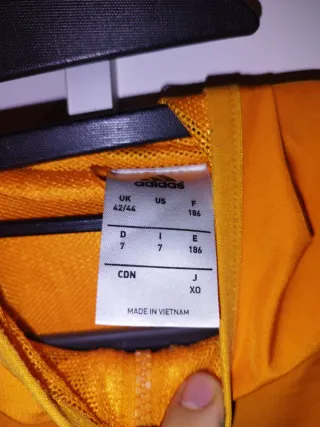 adidas
UK US F
42/44 186
D I E
7 7 186
CDN J
XO
MADE IN VIETNAM